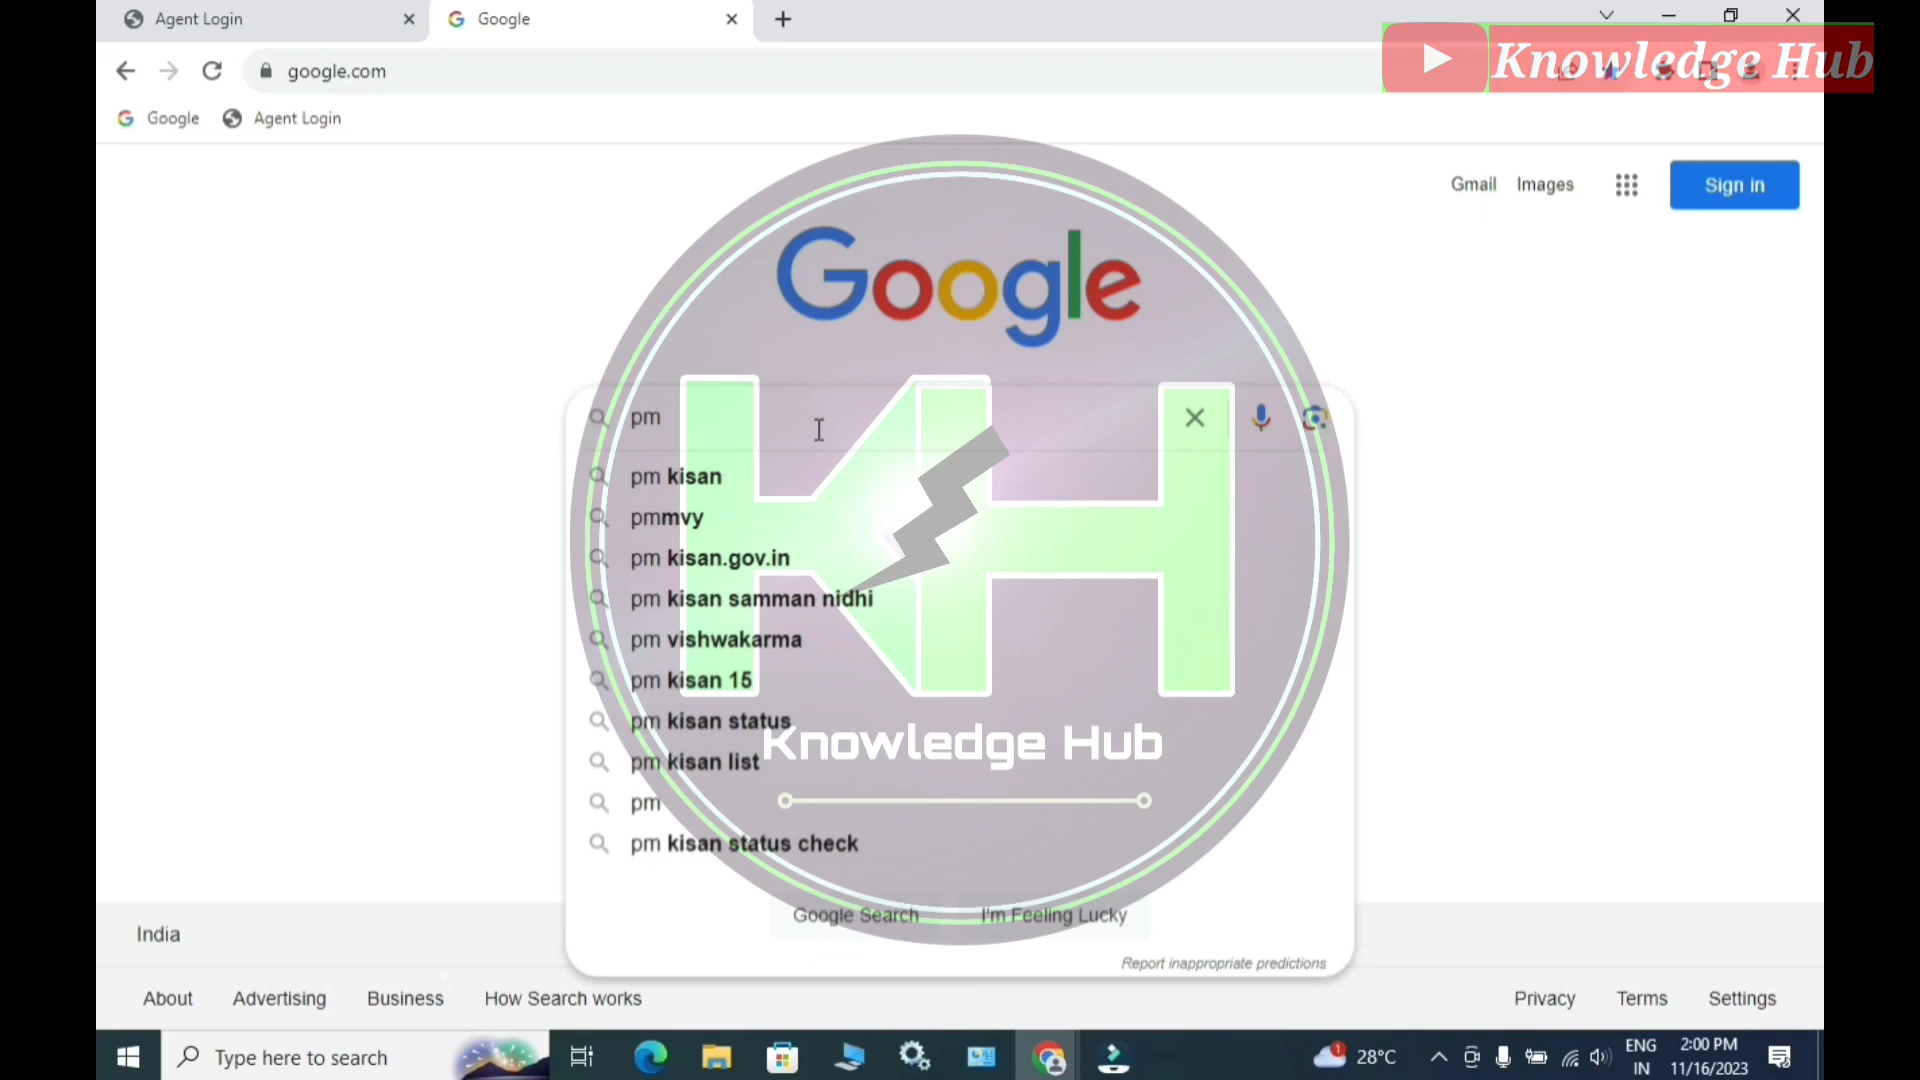 Agent Login
Google
Knowledge Hub
google.com
Google
Agent Login
Gmail
Images
Sign in
Google
pm
pm kisan
pmmvy
pm kisan.gov.in
pm kisan samman nidhi
pm vishwakarma
pm kisan 15
pm kisan status
Knowledge Hub
pm kisan list
pm
pm kisan status check
Google Search
I'm Feeling Lucky
India
Report inappropriate predictions
About
Advertising
Business
How Search works
Privacy
Terms
Settings
Type here to search
1
28°C
ENG
IN
2:00 PM
11/16/2023